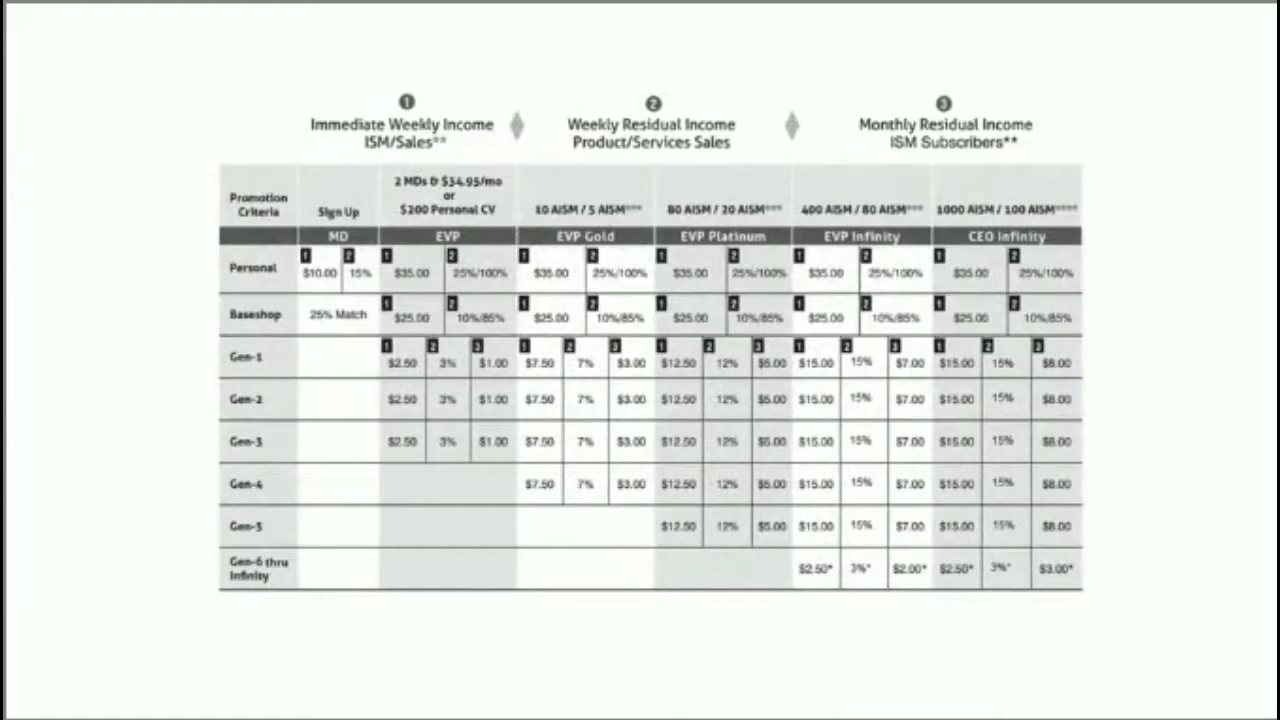 1 2 3
Immediate Weekly Income Weekly Residual Income Monthly Residual Income
ISM/Sales** Product/Services Sales ISM Subscribers**
2 MDs & $34.95/mo
or
Promotion Criteria Sign Up $200 Personal CV 10 AISM / 5 AISM*** 80 AISM / 20 AISM*** 400 AISM / 80 AISM*** 1000 AISM / 100 AISM****
MD EVP EVP Gold EVP Platinum EVP Infinity CEO Infinity
1 2 1 2 1 2 1 2 1 2 1 2
Personal $10.00 15% $35.00 25%/100% $35.00 25%/100% $35.00 25%/100% $35.00 25%/100% $35.00 25%/100%
1 2 1 2 1 2 1 2 1 2
Baseshop 25% Match $25.00 10%/85% $25.00 10%/85% $25.00 10%/85% $25.00 10%/85% $25.00 10%/85%
1 2 3 1 2 3 1 2 3 1 2 3 1 2 3
Gen-1 $2.50 3% $1.00 $7.50 7% $3.00 $12.50 12% $5.00 $15.00 15% $7.00 $15.00 15% $8.00
Gen-2 $2.50 3% $1.00 $7.50 7% $3.00 $12.50 12% $5.00 $15.00 15% $7.00 $15.00 15% $8.00
Gen-3 $2.50 3% $1.00 $7.50 7% $3.00 $12.50 12% $5.00 $15.00 15% $7.00 $15.00 15% $8.00
Gen-4 $7.50 7% $3.00 $12.50 12% $5.00 $15.00 15% $7.00 $15.00 15% $8.00
Gen-5 $12.50 12% $5.00 $15.00 15% $7.00 $15.00 15% $8.00
Gen-6 thru
Infinity $2.50* 3%* $2.00* $2.50* 3%* $3.00*